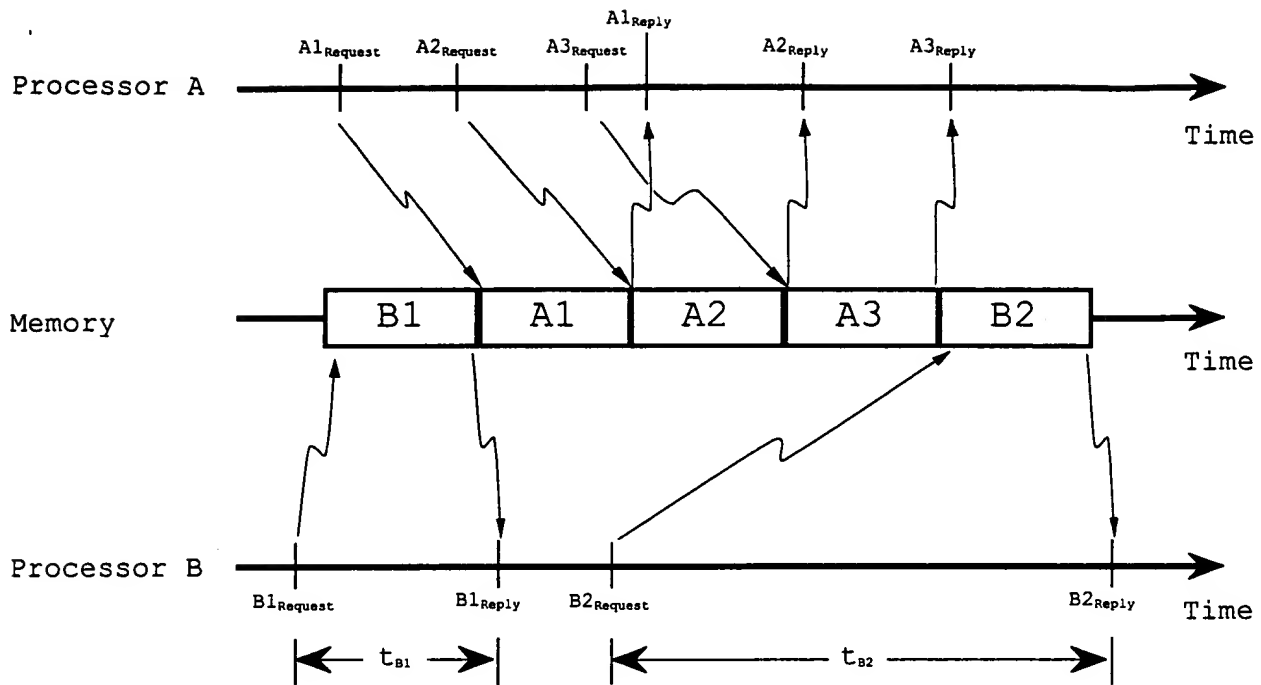 A1Reply
A1Request A2Request A3Request A2Reply A3Reply
Processor A
Time
B1 A1 A2 A3 B2
Memory
Time
Processor B
B1Request B1Reply B2Request B2Reply
Time
tB1 tB2